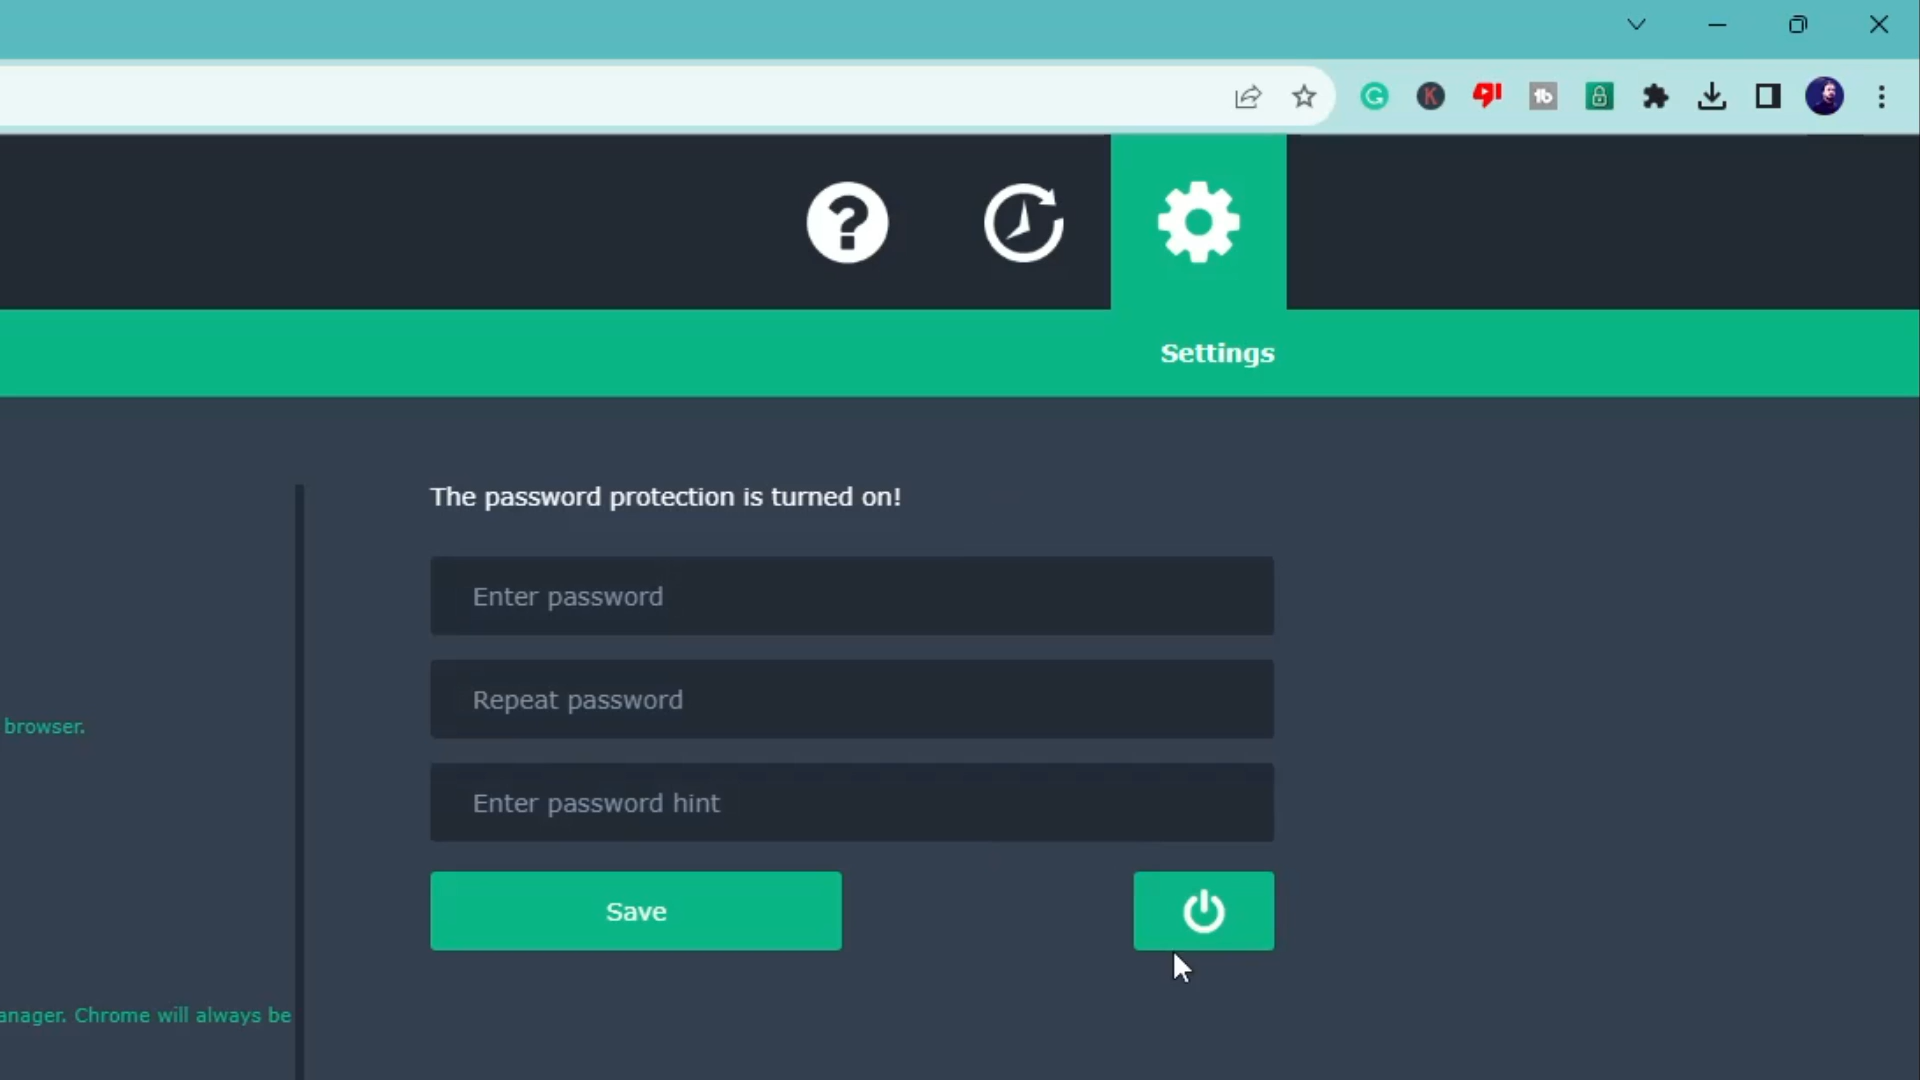 Settings
The password protection is turned on!
Enter password
Repeat password
browser.
Enter password hint
Save
anager. Chrome will always be